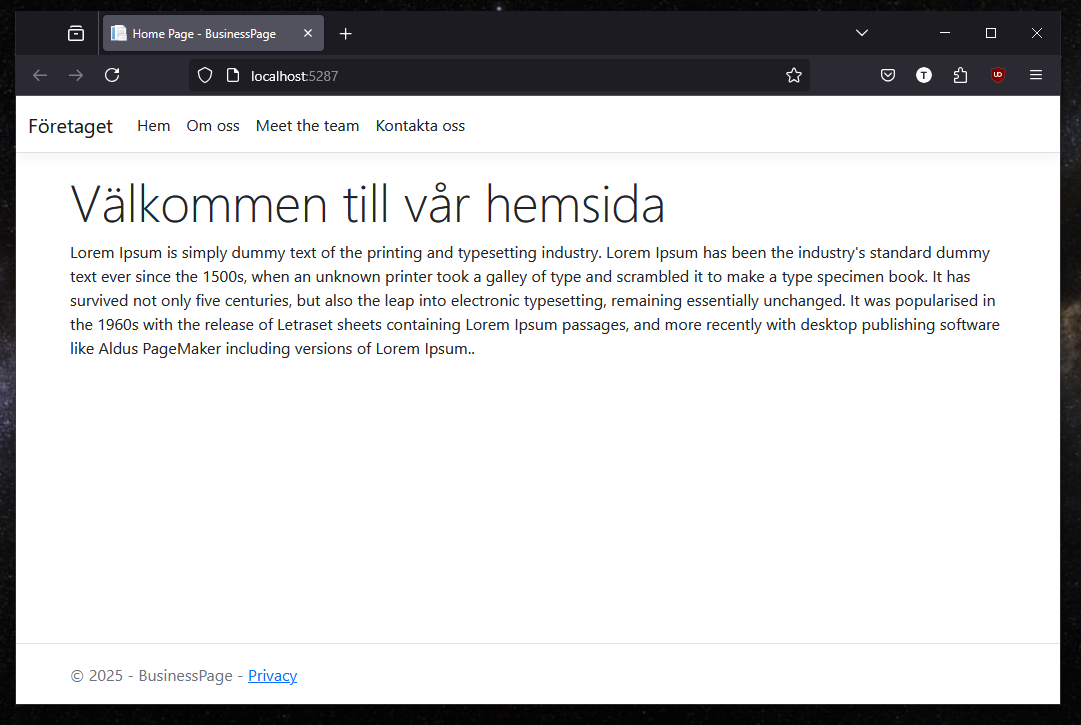 Home Page - BusinessPage
localhost:5287
T
UD
Företaget Hem Om oss Meet the team Kontakta oss
Välkommen till vår hemsida
Lorem Ipsum is simply dummy text of the printing and typesetting industry. Lorem Ipsum has been the industry's standard dummy
text ever since the 1500s, when an unknown printer took a galley of type and scrambled it to make a type specimen book. It has
survived not only five centuries, but also the leap into electronic typesetting, remaining essentially unchanged. It was popularised in
the 1960s with the release of Letraset sheets containing Lorem Ipsum passages, and more recently with desktop publishing software
like Aldus PageMaker including versions of Lorem Ipsum..
© 2025 - BusinessPage - Privacy